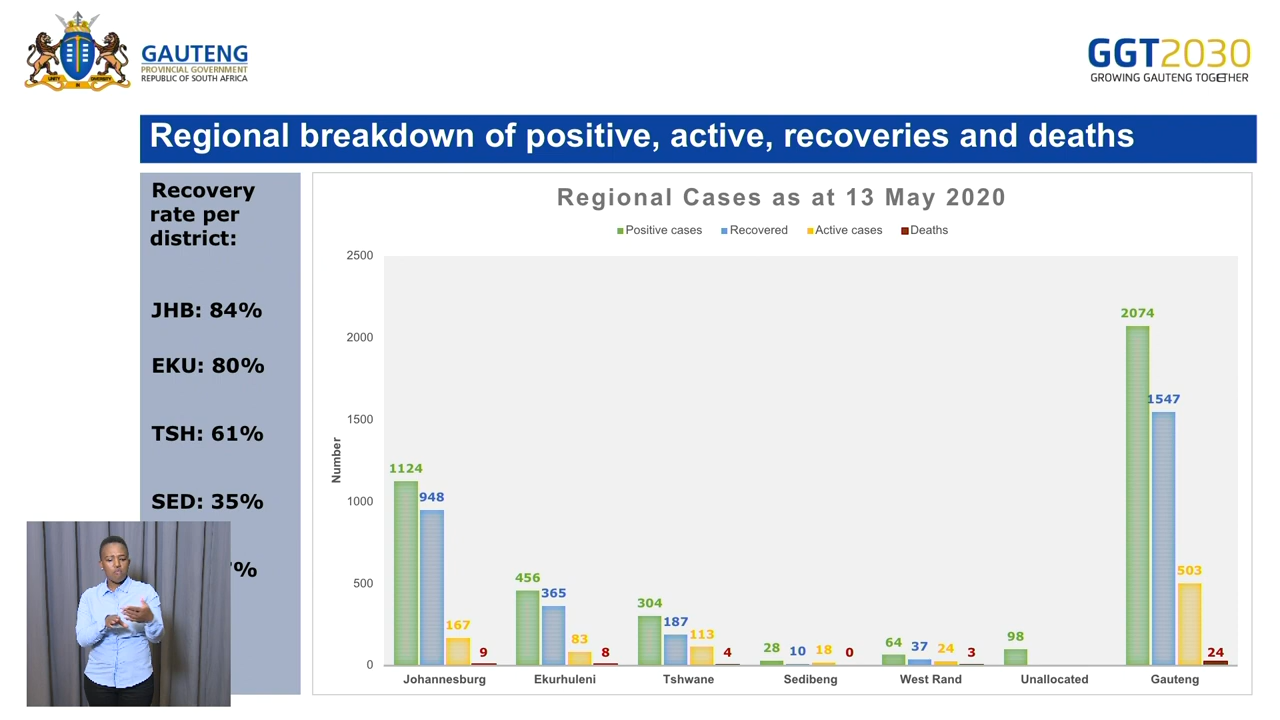 UNITY IN DIVERSITY
GAUTENG
PROVINCIAL GOVERNMENT
REPUBLIC OF SOUTH AFRICA
GGT2030
GROWING GAUTENG TOGETHER
Regional breakdown of positive, active, recoveries and deaths
Recovery
rate per
district:
JHB: 84%
EKU: 80%
TSH: 61%
SED: 35%
%
Regional Cases as at 13 May 2020
Positive cases Recovered Active cases Deaths
Number
2500
2000
1500
1000
500
0
1124 948 167 9
456 365 83 8
304 187 113 4
28 10 18 0
64 37 24 3
98
2074 1547 503 24
Johannesburg Ekurhuleni Tshwane Sedibeng West Rand Unallocated Gauteng